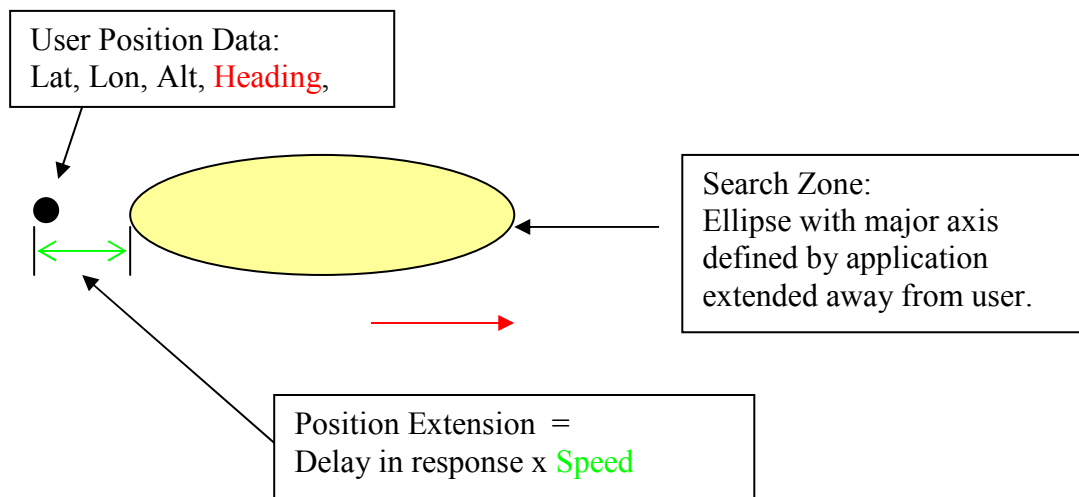 User Position Data:
Lat, Lon, Alt, Heading,
Search Zone:
Ellipse with major axis
defined by application
extended away from user.
Position Extension =
Delay in response x Speed